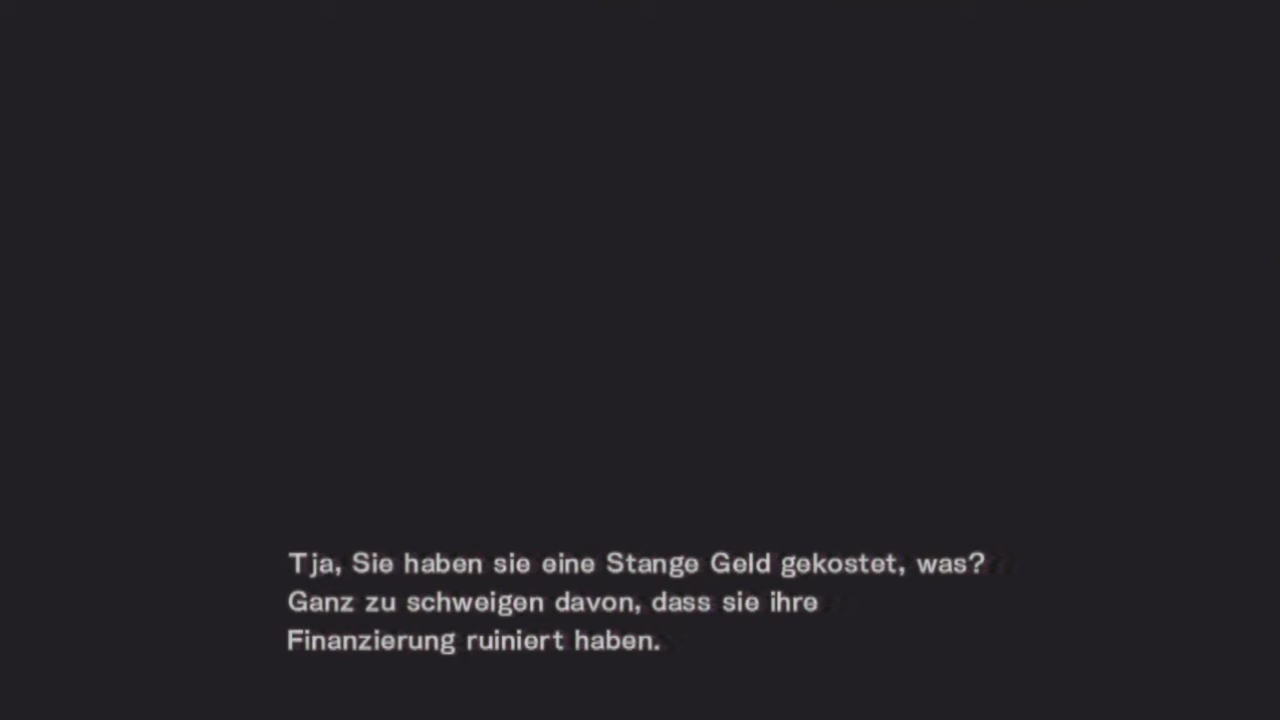 Tja, Sie haben sie eine Stange Geld gekostet, was?
Ganz zu schweigen davon, dass sie ihre
Finanzierung ruiniert haben.